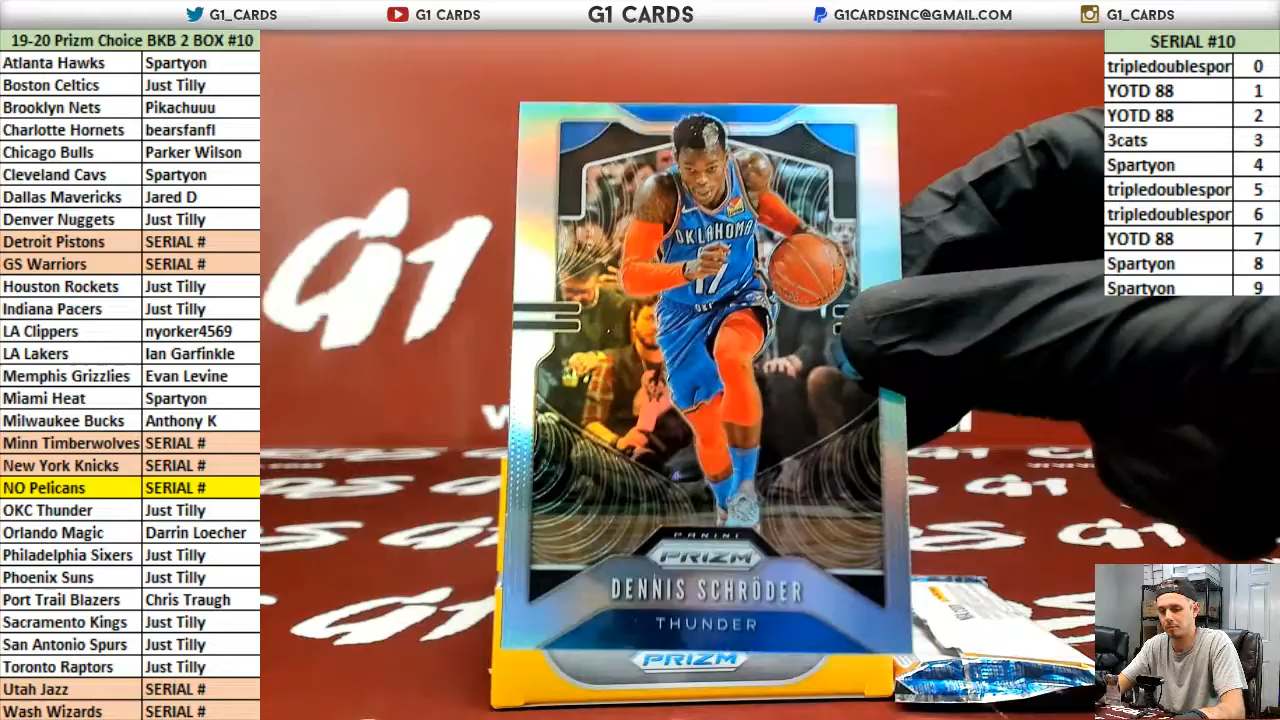 G1_CARDS
G1 CARDS
G1 CARDS
G1CARDSINC@GMAIL.COM
G1_CARDS
19-20 Prizm Choice BKB 2 BOX #10
Atlanta Hawks Spartyon
Boston Celtics Just Tilly
Brooklyn Nets Pikachuuu
Charlotte Hornets bearsfanfl
Chicago Bulls Parker Wilson
Cleveland Cavs Spartyon
Dallas Mavericks Jared D
Denver Nuggets Just Tilly
Detroit Pistons SERIAL #
GS Warriors SERIAL #
Houston Rockets Just Tilly
Indiana Pacers Just Tilly
LA Clippers nyorker4569
LA Lakers Ian Garfinkle
Memphis Grizzlies Evan Levine
Miami Heat Spartyon
Milwaukee Bucks Anthony K
Minn Timberwolves SERIAL #
New York Knicks SERIAL #
NO Pelicans SERIAL #
OKC Thunder Just Tilly
Orlando Magic Darrin Loecher
Philadelphia Sixers Just Tilly
Phoenix Suns Just Tilly
Port Trail Blazers Chris Traugh
Sacramento Kings Just Tilly
San Antonio Spurs Just Tilly
Toronto Raptors Just Tilly
Utah Jazz SERIAL #
Wash Wizards SERIAL #
SERIAL #10
tripledoublespor 0
YOTD 88 1
YOTD 88 2
3cats 3
Spartyon 4
tripledoublespor 5
tripledoublespor 6
YOTD 88 7
Spartyon 8
Spartyon 9
G1
OKLAHOMA
17
PANINI
PRIZM
DENNIS SCHRÖDER
THUNDER
PRIZM
G1
G1